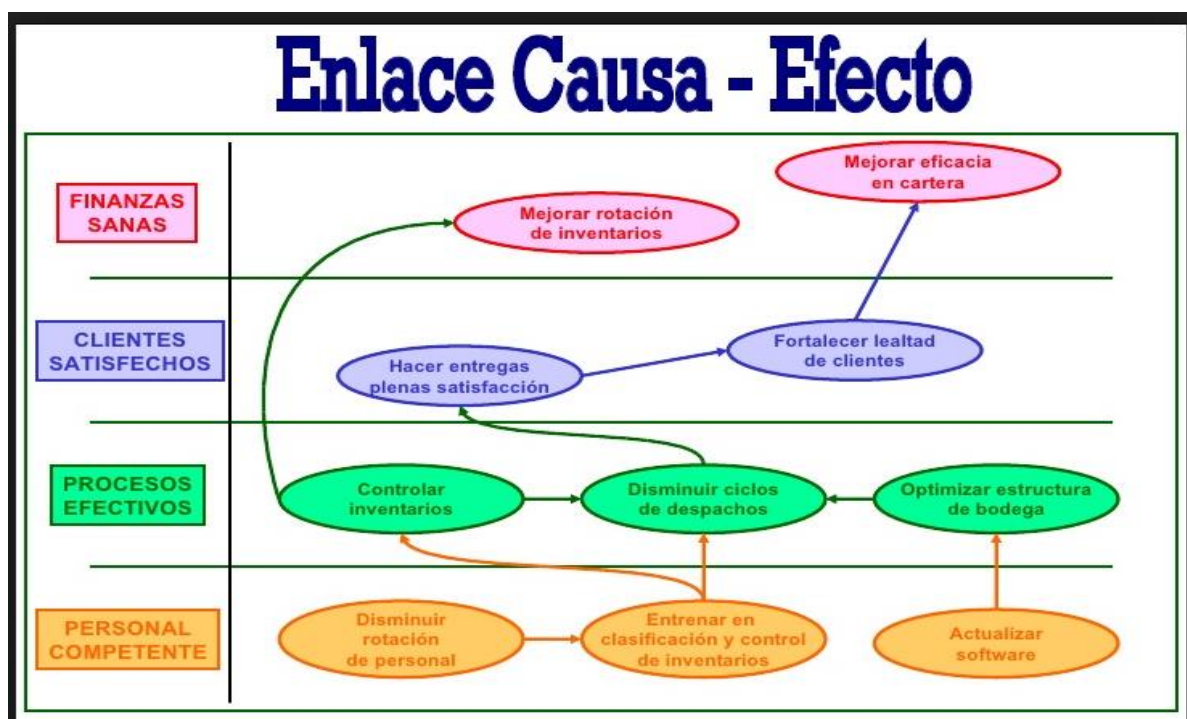 Enlace Causa - Efecto
FINANZAS
SANAS
Mejorar rotación
de inventarios
Mejorar eficacia
en cartera
CLIENTES
SATISFECHOS
Hacer entregas
plenas satisfacción
Fortalecer lealtad
de clientes
PROCESOS
EFECTIVOS
Controlar
inventarios
Disminuir ciclos
de despachos
Optimizar estructura
de bodega
PERSONAL
COMPETENTE
Disminuir
rotación
de personal
Entrenar en
clasificación y control
de inventarios
Actualizar
software